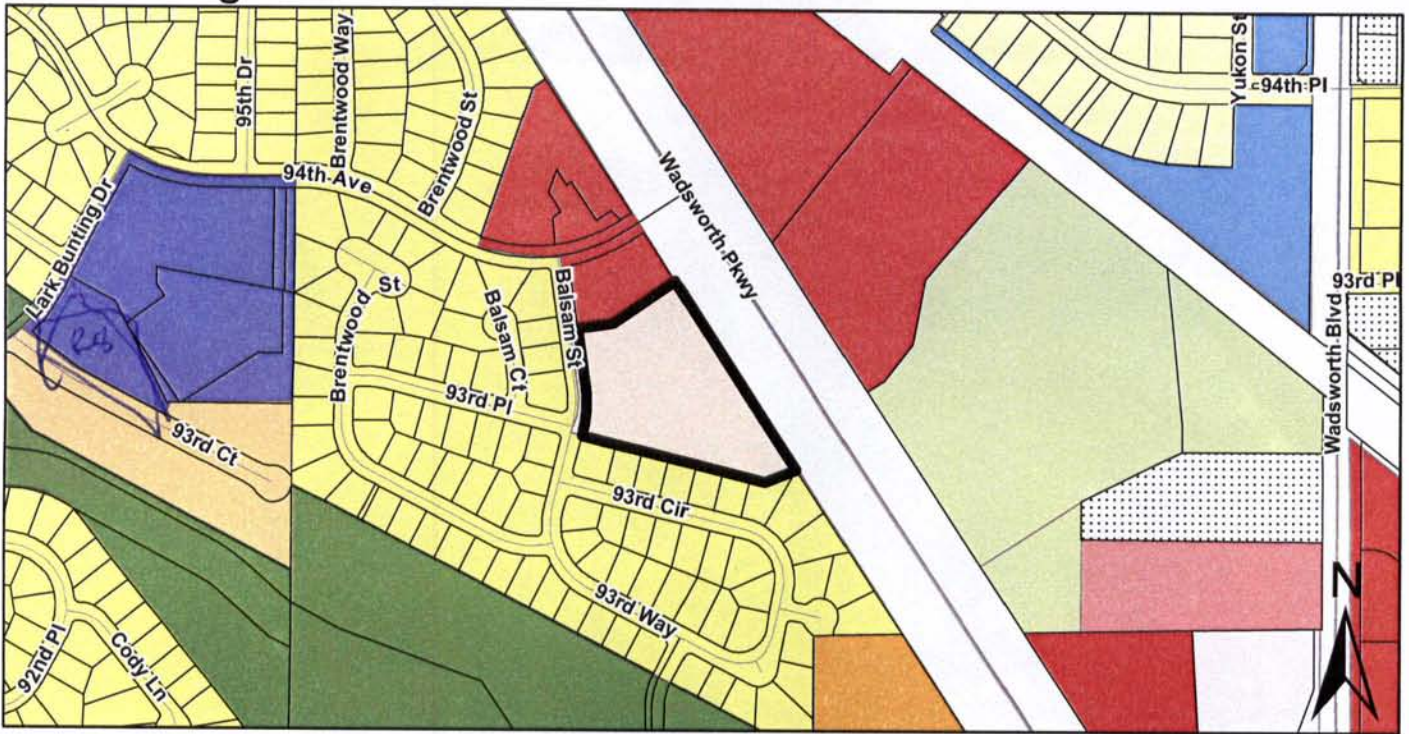 95th Dr
Brentwood Way
Brentwood St
94th Ave
Lark Bunting Dr
Yukon St
94th Pl
Wadsworth Pkwy
93rd Pl
Wadsworth Blvd
Balsam St
Balsam Ct
Brentwood St
93rd Pl
93rd Ct
93rd Cir
93rd Way
92nd Pl
Cody Ln
N